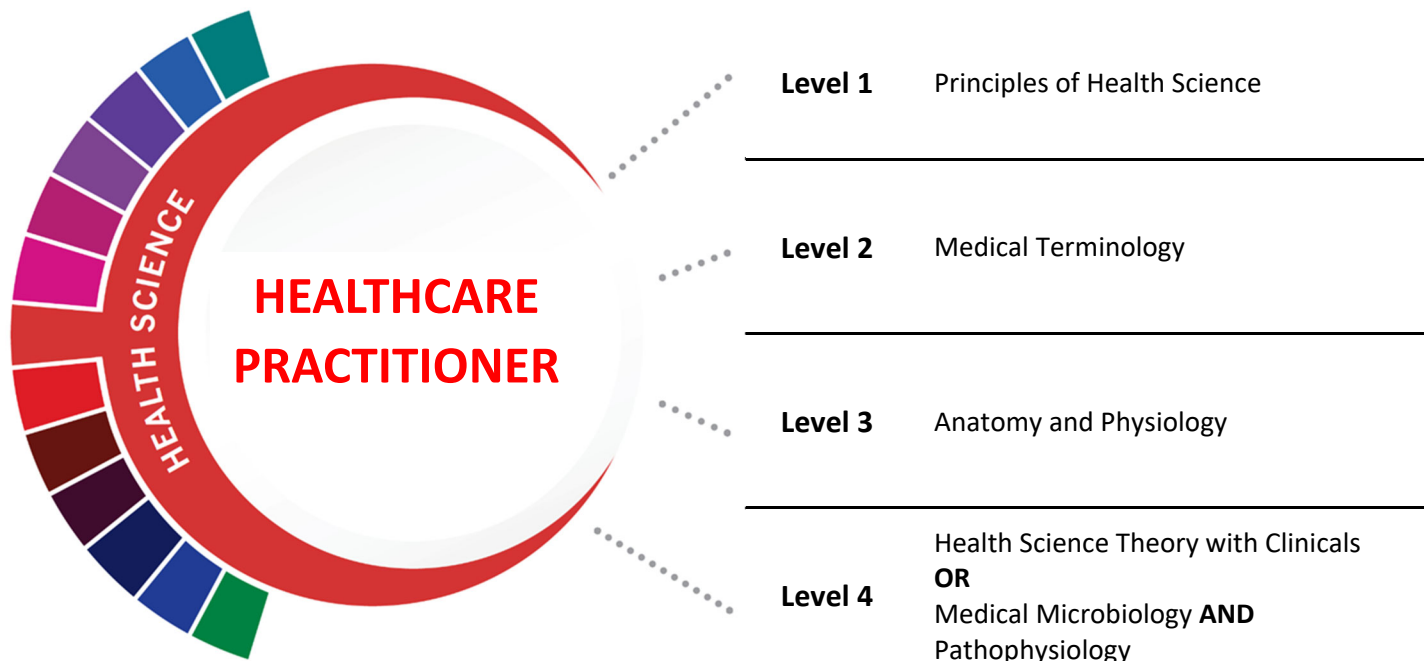 HEALTH SCIENCE
HEALTHCARE
PRACTITIONER
Level 1 Principles of Health Science
Level 2 Medical Terminology
Level 3 Anatomy and Physiology
Level 4
Health Science Theory with Clinicals
OR
Medical Microbiology AND
Pathophysiology